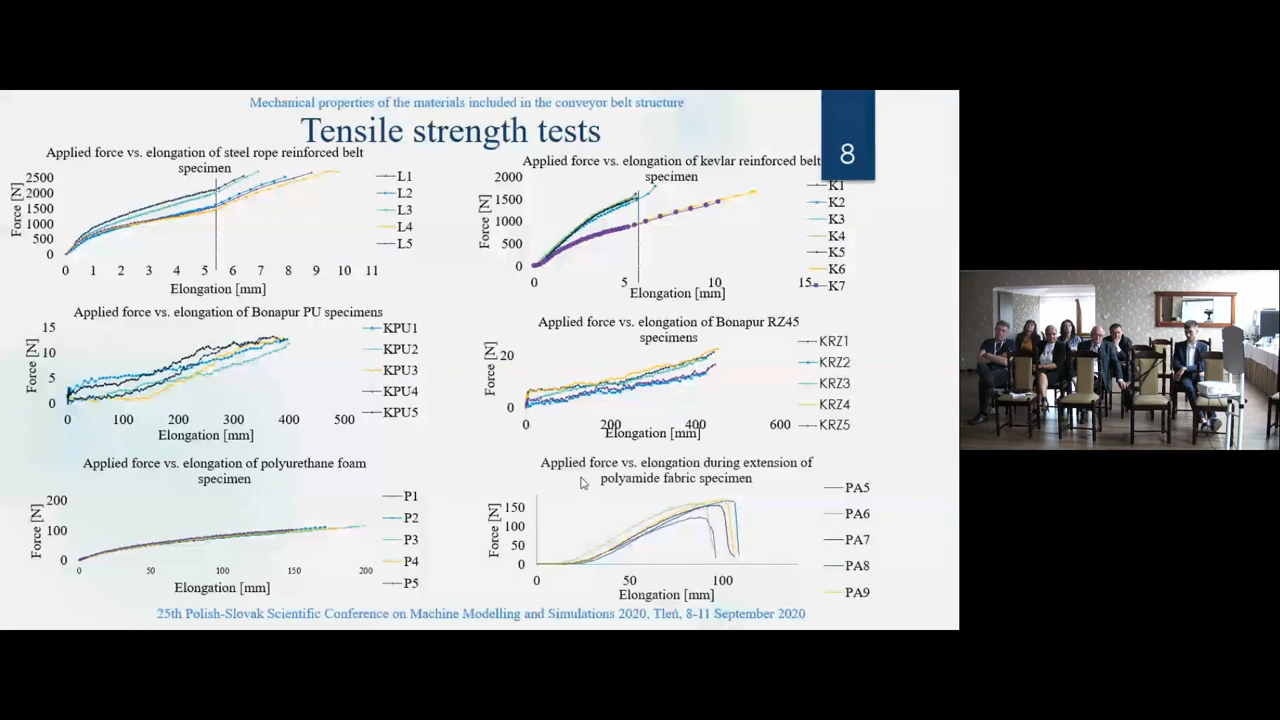 Mechanical properties of the materials included in the conveyor belt structure
Tensile strength tests
8
Applied force vs. elongation of steel rope reinforced belt
specimen
Force [N]
2500
2000
1500
1000
500
0
0 1 2 3 4 5 6 7 8 9 10 11
Elongation [mm]
L1
L2
L3
L4
L5
Applied force vs. elongation of kevlar reinforced belt
specimen
Force [N]
2000
1500
1000
500
0
0 5 10 15
Elongation [mm]
K1
K2
K3
K4
K5
K6
K7
Applied force vs. elongation of Bonapur PU specimens
Force [N]
15
10
5
0
0 100 200 300 400 500
Elongation [mm]
KPU1
KPU2
KPU3
KPU4
KPU5
Applied force vs. elongation of Bonapur RZ45
specimens
Force [N]
20
0
0 200 400 600
Elongation [mm]
KRZ1
KRZ2
KRZ3
KRZ4
KRZ5
Applied force vs. elongation of polyurethane foam
specimen
Force [N]
200
100
0
0 50 100 150 200
Elongation [mm]
P1
P2
P3
P4
P5
Applied force vs. elongation during extension of
polyamide fabric specimen
Force [N]
150
100
50
0
0 50 100
Elongation [mm]
PA5
PA6
PA7
PA8
PA9
25th Polish-Slovak Scientific Conference on Machine Modelling and Simulations 2020, Tleń, 8-11 September 2020